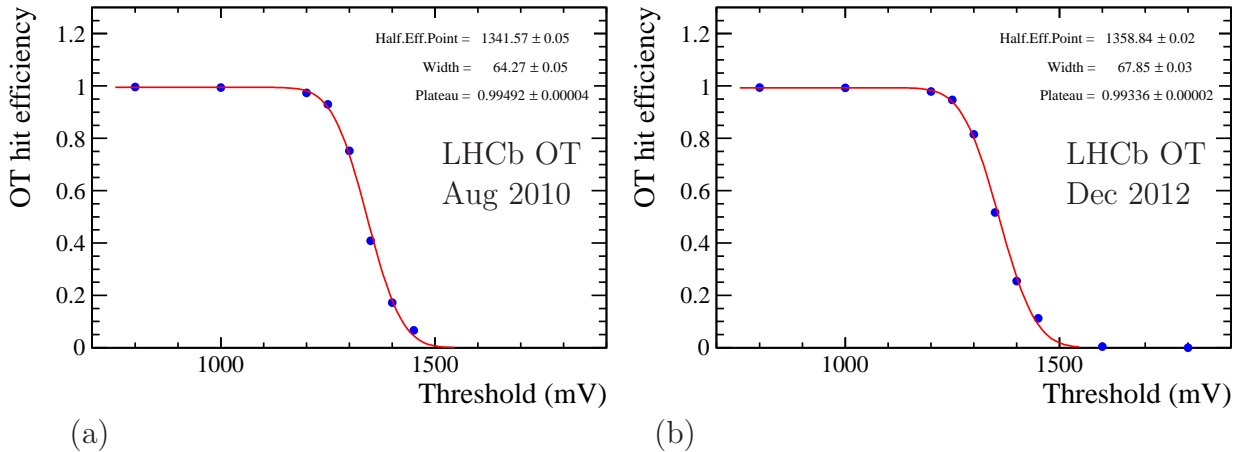 OT hit efficiency
1.2
1
0.8
0.6
0.4
0.2
0
Half.Eff.Point = 1341.57 ± 0.05
Width = 64.27 ± 0.05
Plateau = 0.99492 ± 0.00004
LHCb OT
Aug 2010
1000
1500
Threshold (mV)
(a)
OT hit efficiency
1.2
1
0.8
0.6
0.4
0.2
0
Half.Eff.Point = 1358.84 ± 0.02
Width = 67.85 ± 0.03
Plateau = 0.99336 ± 0.00002
LHCb OT
Dec 2012
1000
1500
Threshold (mV)
(b)